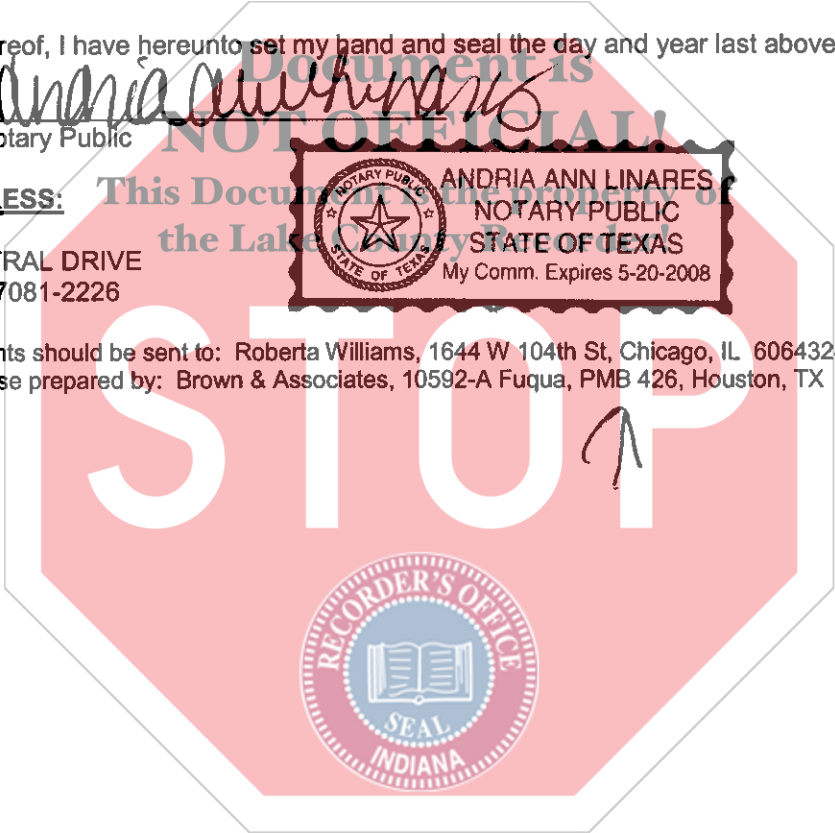 reof, I have hereunto set my hand and seal the day and year last above
Document is
Andria Ann Linares
NOT OFFICIAL!
otary Public
This Document is the property of
the Lake County Recorder!
NOTARY PUBLIC
STATE OF TEXAS
ANDRIA ANN LINARES
NOTARY PUBLIC
STATE OF TEXAS
My Comm. Expires 5-20-2008
ESS:
RAL DRIVE
7081-2226
nts should be sent to: Roberta Williams, 1644 W 104th St, Chicago, IL 606432
se prepared by: Brown & Associates, 10592-A Fuqua, PMB 426, Houston, TX
STOP
RECORDER'S OFFICE
SEAL
INDIANA